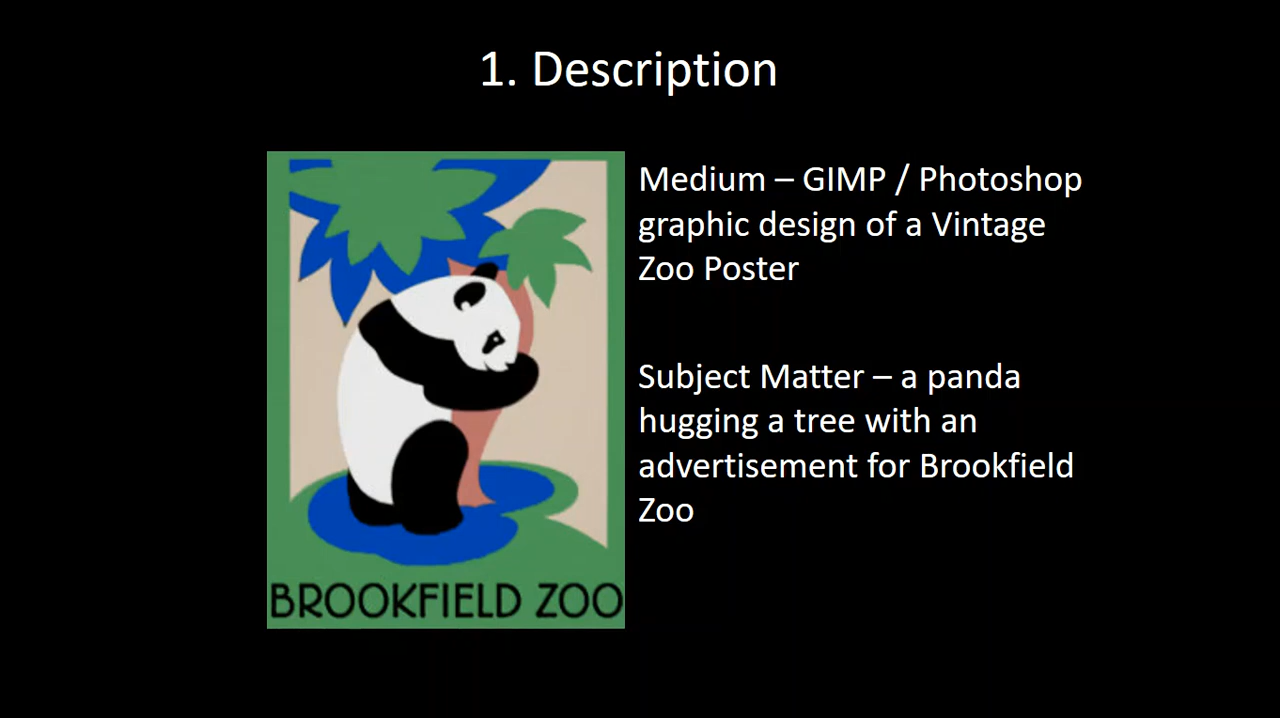 1. Description
Medium – GIMP / Photoshop
graphic design of a Vintage
Zoo Poster
Subject Matter – a panda
hugging a tree with an
advertisement for Brookfield
Zoo
BROOKFIELD ZOO